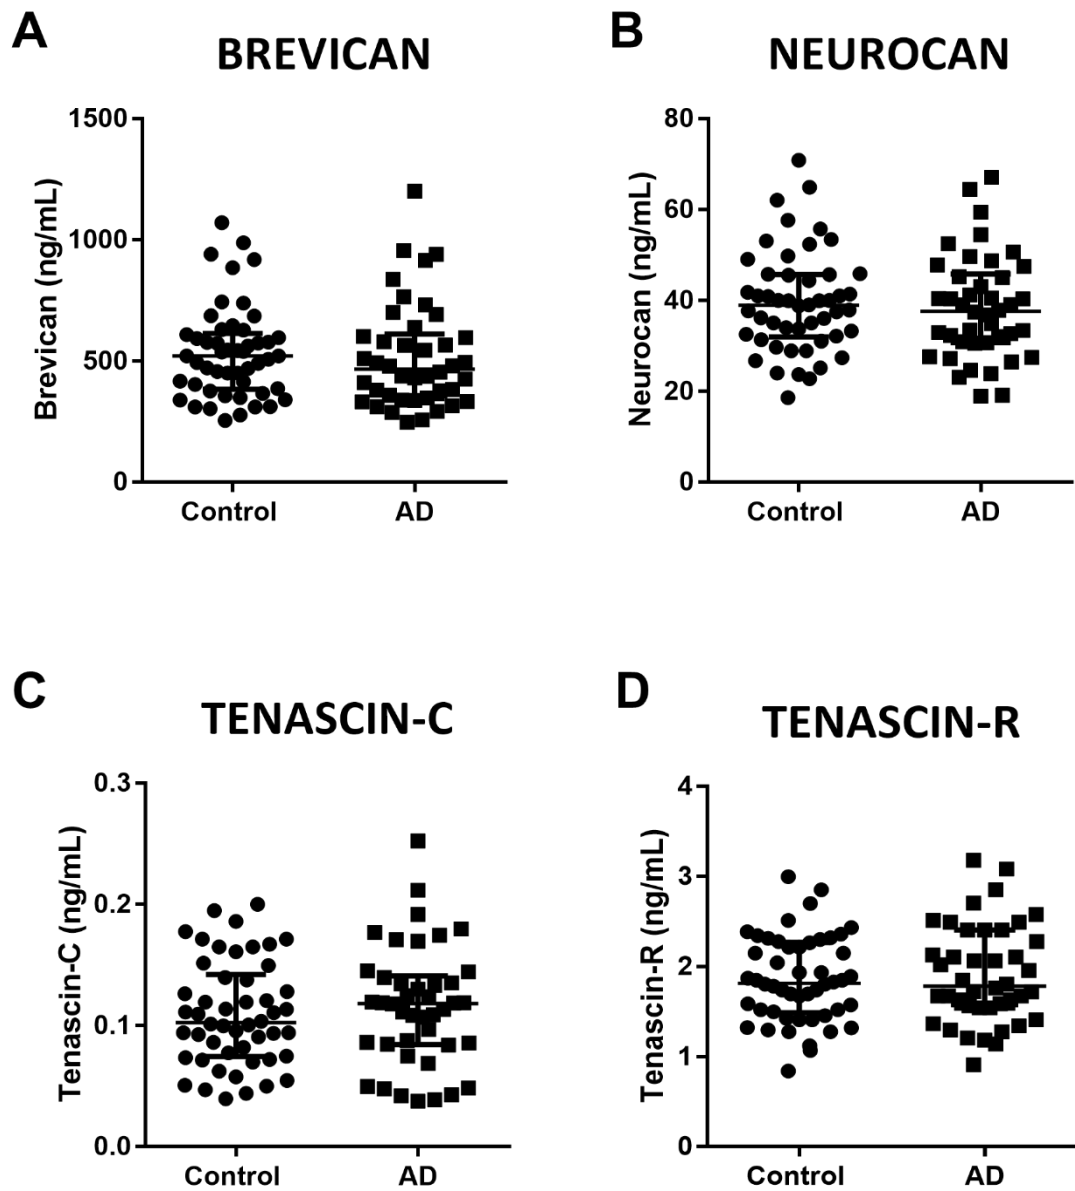 A
BREVICAN
Brevican (ng/mL)
1500
1000
500
0
Control
AD
B
NEUROCAN
Neurocan (ng/mL)
80
60
40
20
0
Control
AD
C
TENASCIN-C
Tenascin-C (ng/mL)
0.3
0.2
0.1
0.0
Control
AD
D
TENASCIN-R
Tenascin-R (ng/mL)
4
3
2
1
0
Control
AD